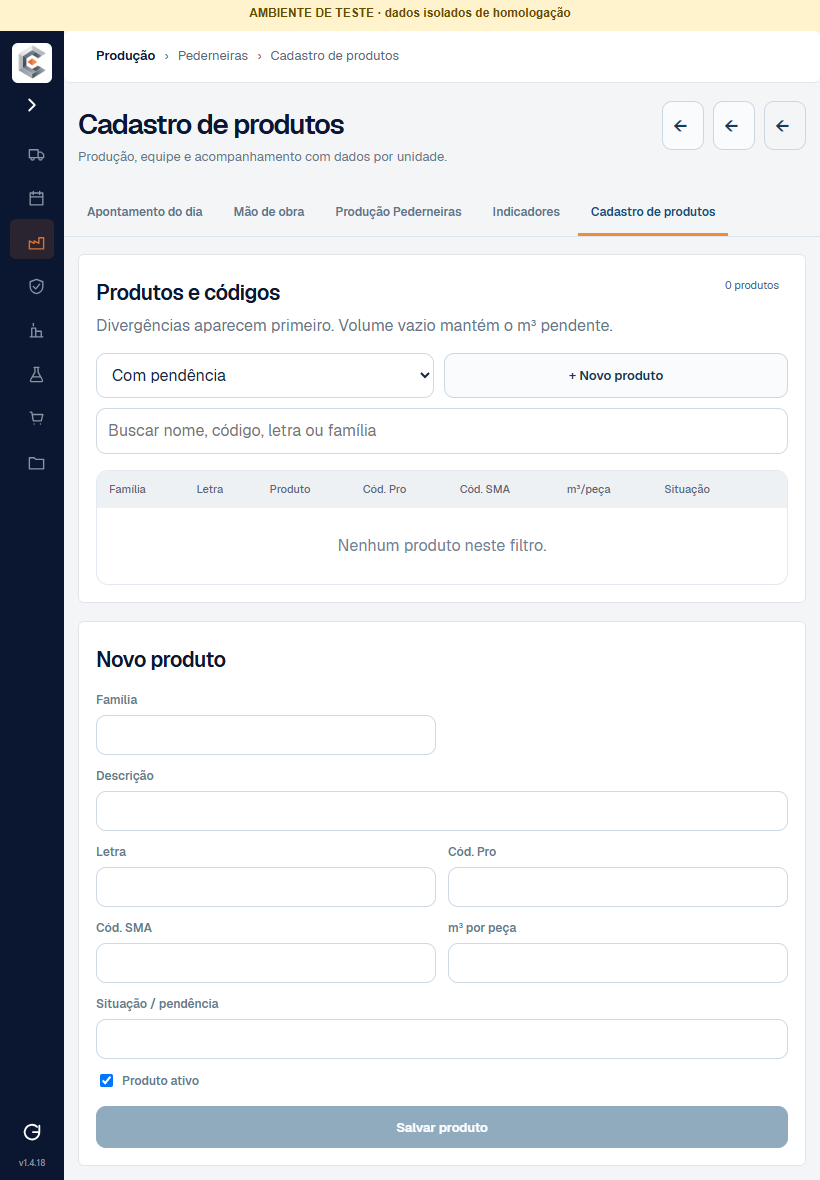 AMBIENTE DE TESTE · dados isolados de homologação
Produção › Pederneiras › Cadastro de produtos
Cadastro de produtos
Produção, equipe e acompanhamento com dados por unidade.
Apontamento do dia Mão de obra Produção Pederneiras Indicadores Cadastro de produtos
Produtos e códigos
0 produtos
Divergências aparecem primeiro. Volume vazio mantém o m³ pendente.
Com pendência
+ Novo produto
Buscar nome, código, letra ou família
Família Letra Produto Cód. Pro Cód. SMA m³/peça Situação
Nenhum produto neste filtro.
Novo produto
Família
Descrição
Letra Cód. Pro
Cód. SMA m³ por peça
Situação / pendência
Produto ativo
Salvar produto
v1.4.18